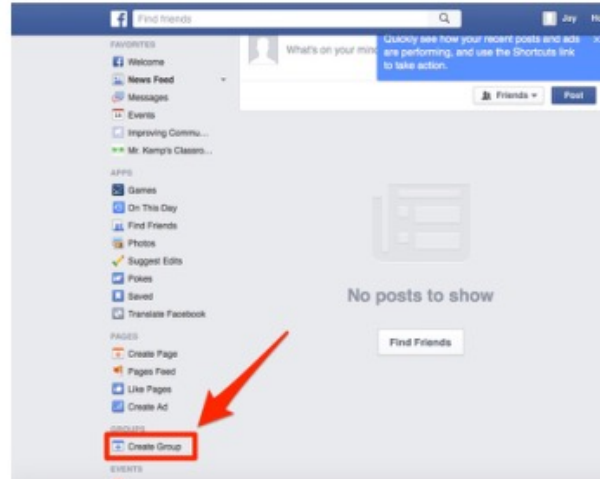 f
Find friends
Jay
FAVORITES
Welcome
News Feed
Messages
Events
Improving Commu...
Mr. Kamp's Classro...
APPS
Games
On This Day
Find Friends
Photos
Suggest Edits
Pokes
Saved
Translate Facebook
PAGES
Create Page
Pages Feed
Like Pages
Create Ad
GROUPS
Create Group
EVENTS
What's on your mind
Quickly see how your recent posts and ads
are performing, and use the Shortcuts link
to take action.
Friends
Post
No posts to show
Find Friends